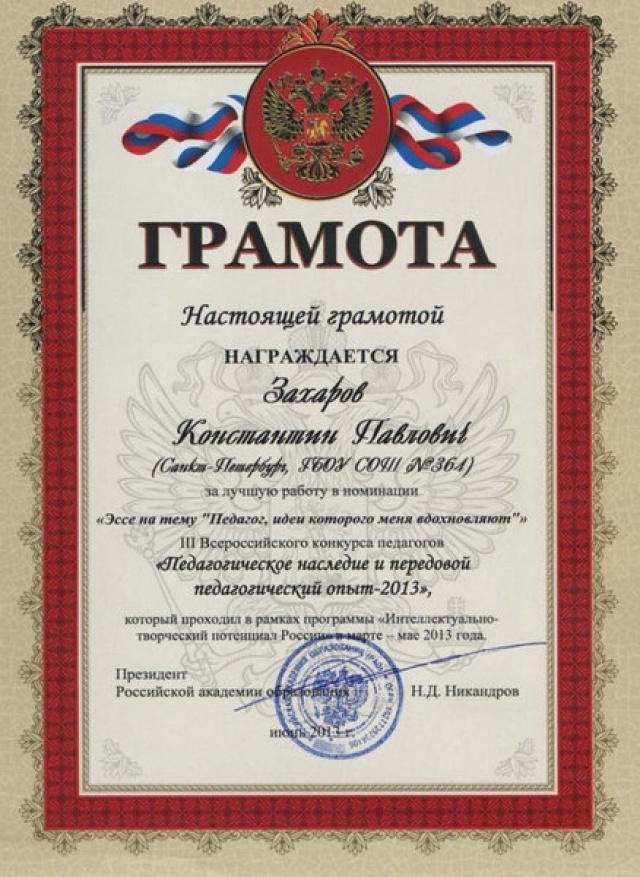 ГРАМОТА
Настоящей грамотой
НАГРАЖДАЕТСЯ
Захаров
Константин Павлович
(Санкт-Петербург, ГБОУ СОШ №361)
за лучшую работу в номинации
«Эссе на тему "Педагог, идеи которого меня вдохновляют"»
III Всероссийского конкурса педагогов
«Педагогическое наследие и передовой
педагогический опыт-2013»,
который проходил в рамках программы «Интеллектуально-
творческий потенциал России» в марте – мае 2013 года.
Президент
Российской академии образования Н.Д. Никандров
июнь 2013 г.